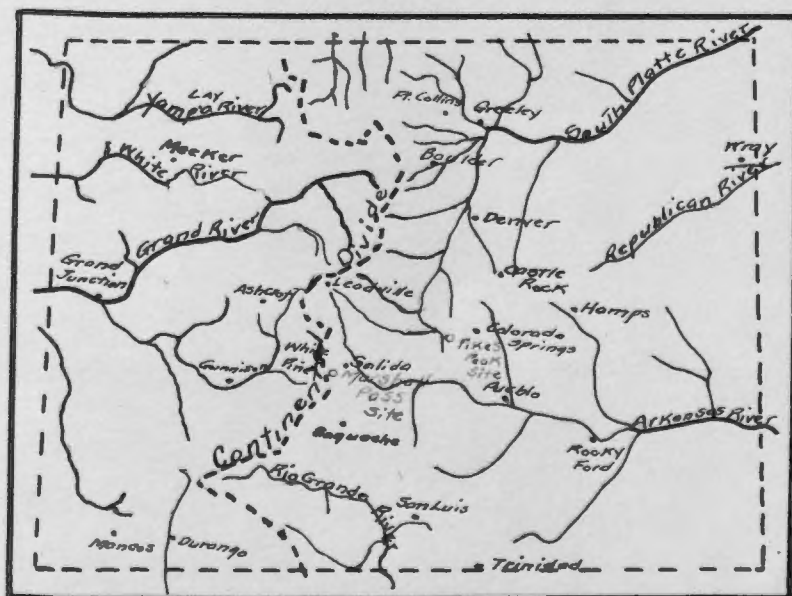 South Platte River
Lay
Yampa River
Ft. Collins
Greeley
Wray
Meeker
White River
Boulder
Republican River
Grand River
Denver
Grand
Junction
Castle
Rock
Continental Divide
Ashcroft
Leadville
Hamps
Colorado
Springs
Pikes
Peak
Site
White
Pine
Salida
Marshall
Pass
Site
Gunnison
Pueblo
Arkansas River
Saguache
Rocky
Ford
Rio Grande River
San Luis
Mancos
Durango
Trinidad